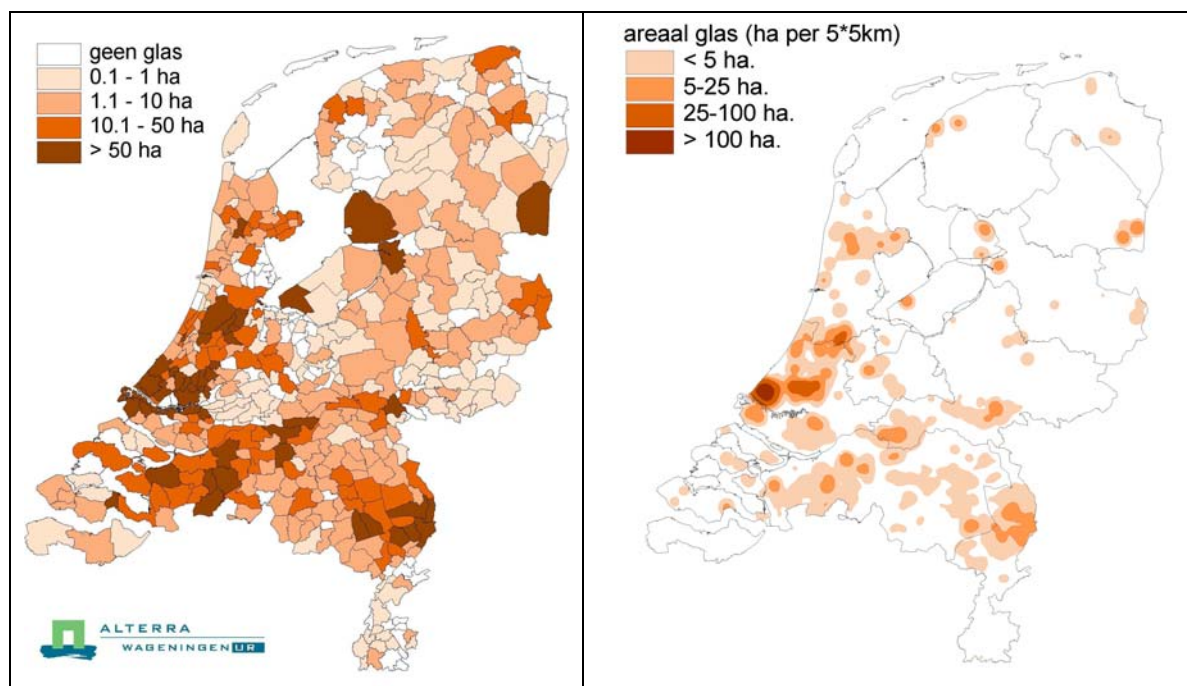 geen glas
0.1 - 1 ha
1.1 - 10 ha
10.1 - 50 ha
> 50 ha
ALTERRA
WAGENINGEN UR
areaal glas (ha per 5*5km)
< 5 ha.
5-25 ha.
25-100 ha.
> 100 ha.